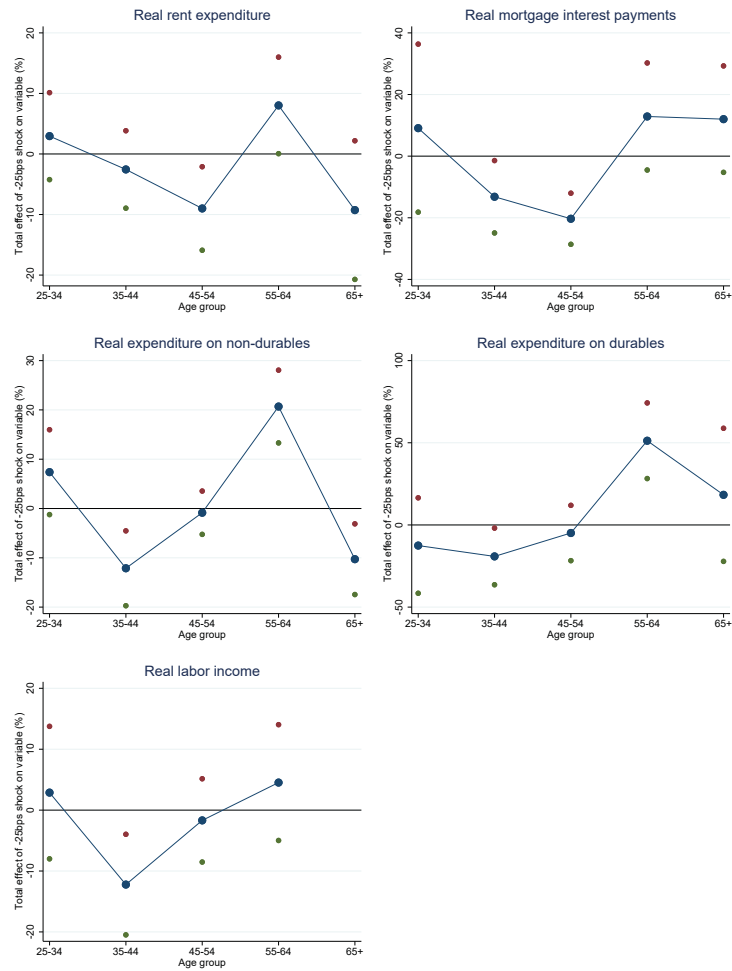 Real rent expenditure
Total effect of -25bps shock on variable (%)
20
10
0
-10
-20
25-34 35-44 45-54 55-64 65+
Age group
Real mortgage interest payments
Total effect of -25bps shock on variable (%)
40
20
0
-20
-40
25-34 35-44 45-54 55-64 65+
Age group
Real expenditure on non-durables
Total effect of -25bps shock on variable (%)
30
20
10
0
-10
-20
25-34 35-44 45-54 55-64 65+
Age group
Real expenditure on durables
Total effect of -25bps shock on variable (%)
100
50
0
-50
25-34 35-44 45-54 55-64 65+
Age group
Real labor income
Total effect of -25bps shock on variable (%)
20
10
0
-10
-20
25-34 35-44 45-54 55-64 65+
Age group